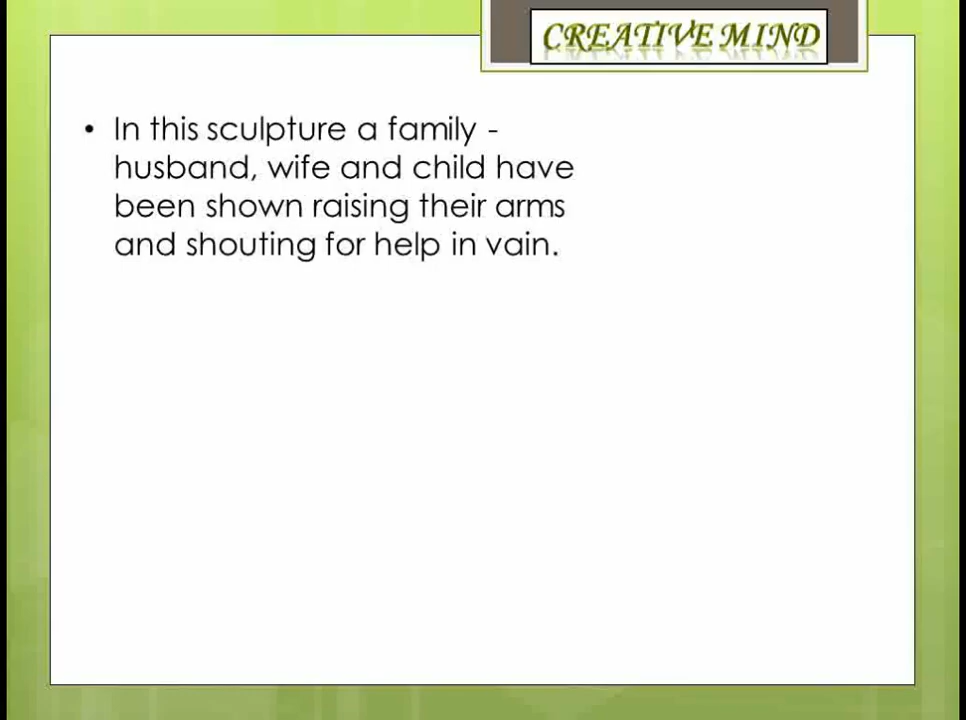 CREATIVE MIND
• In this sculpture a family -
husband, wife and child have
been shown raising their arms
and shouting for help in vain.